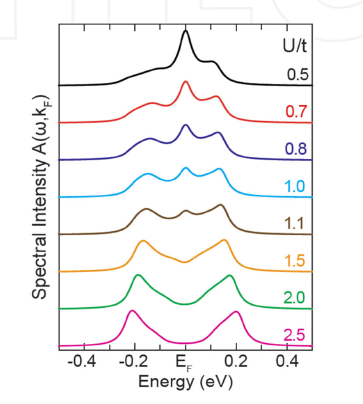 U/t
0.5
0.7
0.8
1.0
1.1
1.5
2.0
2.5
Spectral Intensity A(ω,k_F)
-0.4 -0.2 E_F 0.2 0.4
Energy (eV)